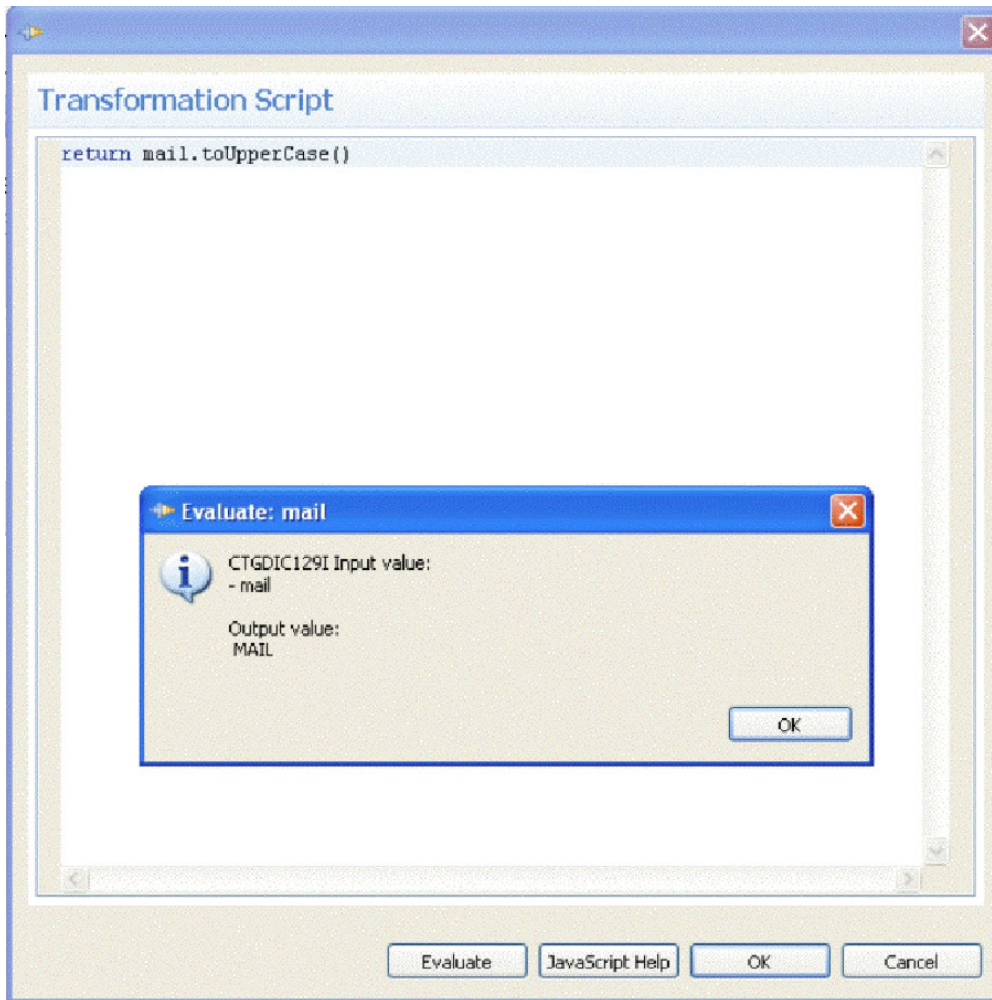 Transformation Script
return mail.toUpperCase()
Evaluate: mail
CTGDIC129I Input value:
- mail
Output value:
MAIL
OK
Evaluate
JavaScript Help
OK
Cancel